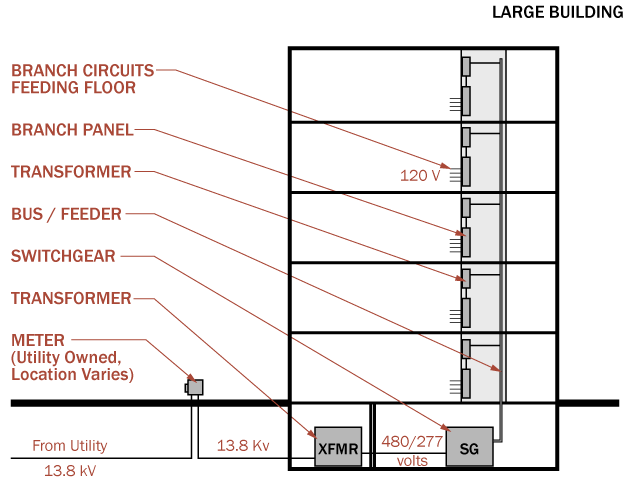 LARGE BUILDING
BRANCH CIRCUITS
FEEDING FLOOR
BRANCH PANEL
TRANSFORMER
120 V
BUS / FEEDER
SWITCHGEAR
TRANSFORMER
METER
(Utility Owned,
Location Varies)
From Utility
13.8 kV
13.8 Kv
XFMR
480/277
volts
SG